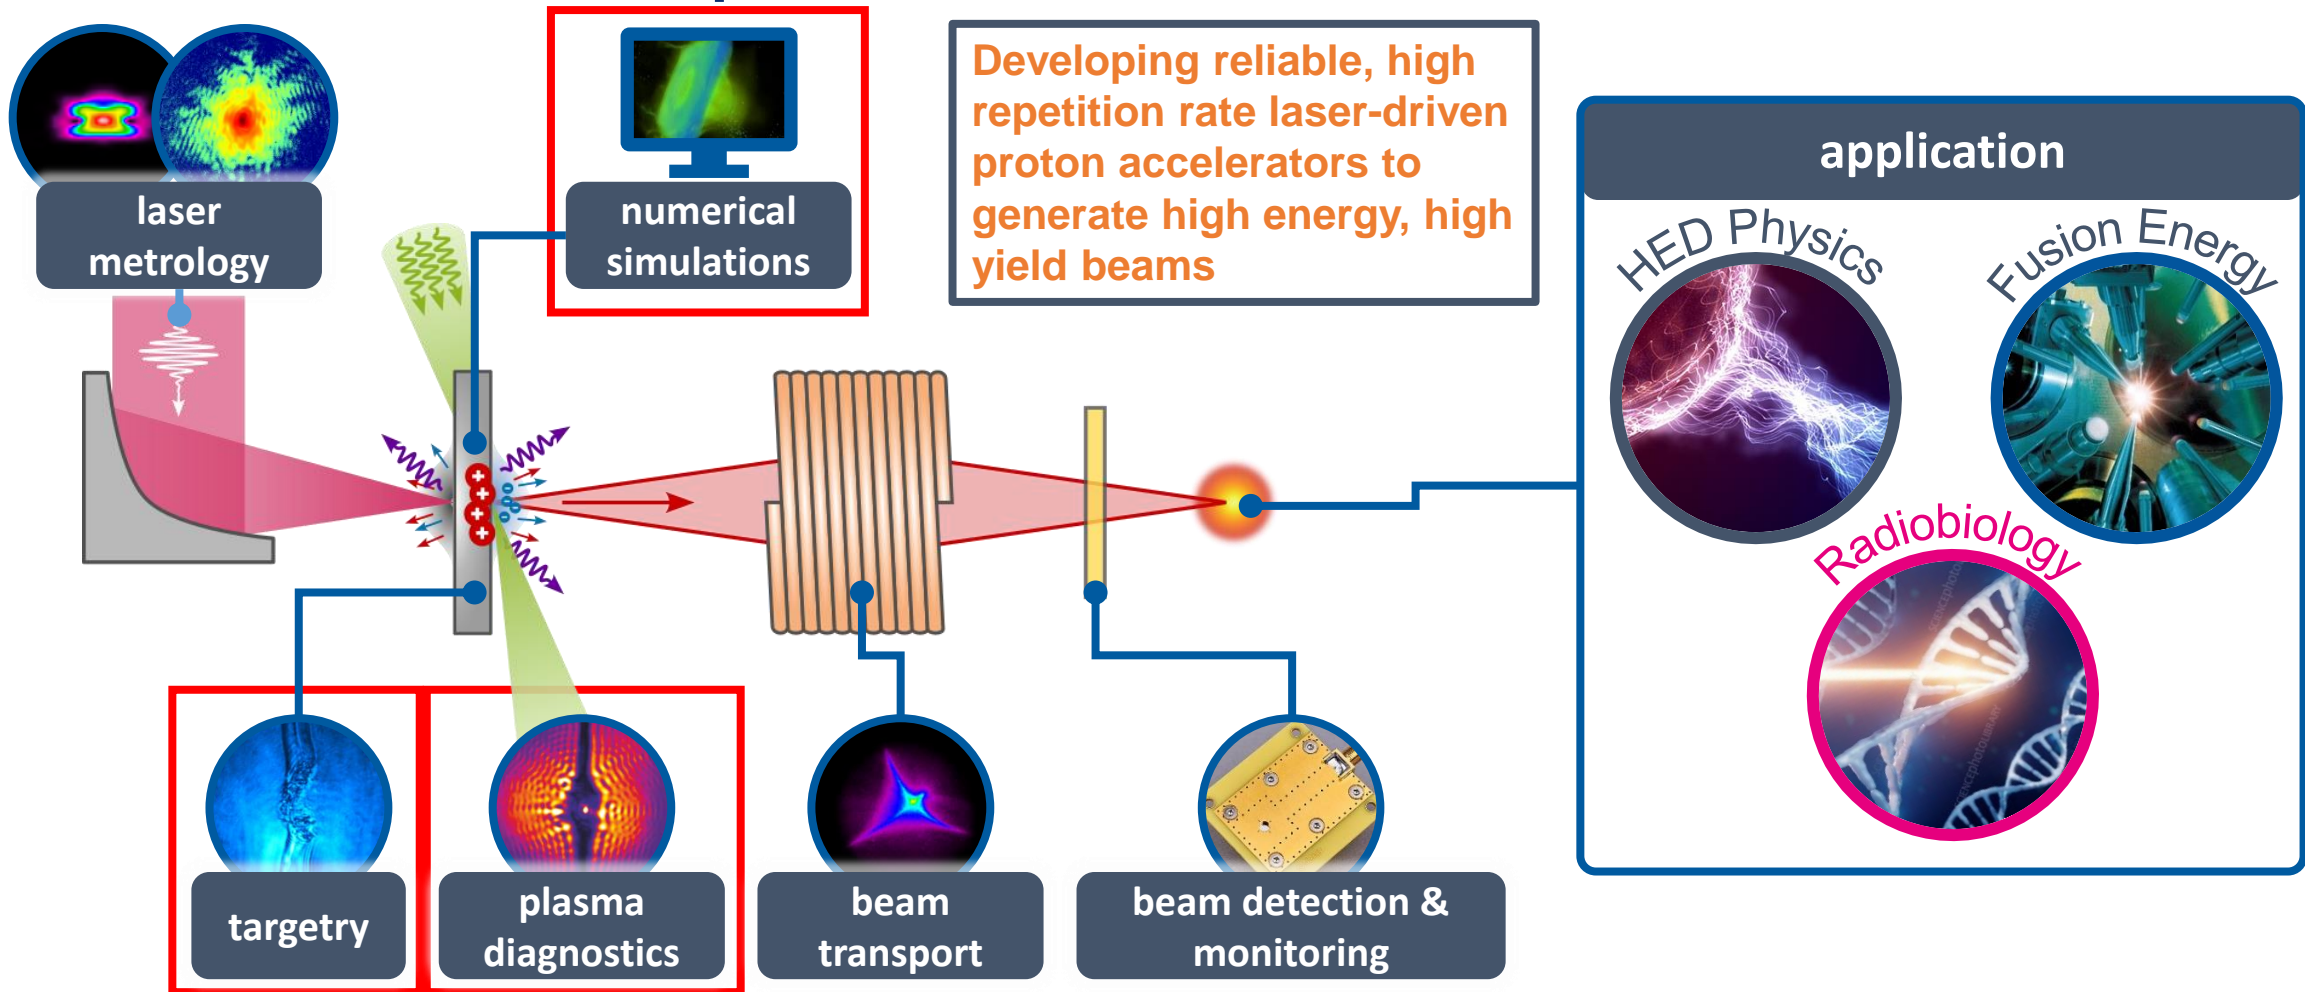 laser
metrology
numerical
simulations
Developing reliable, high
repetition rate laser-driven
proton accelerators to
generate high energy, high
yield beams
application
HED Physics
Fusion Energy
Radiobiology
targetry
plasma
diagnostics
beam
transport
beam detection &
monitoring